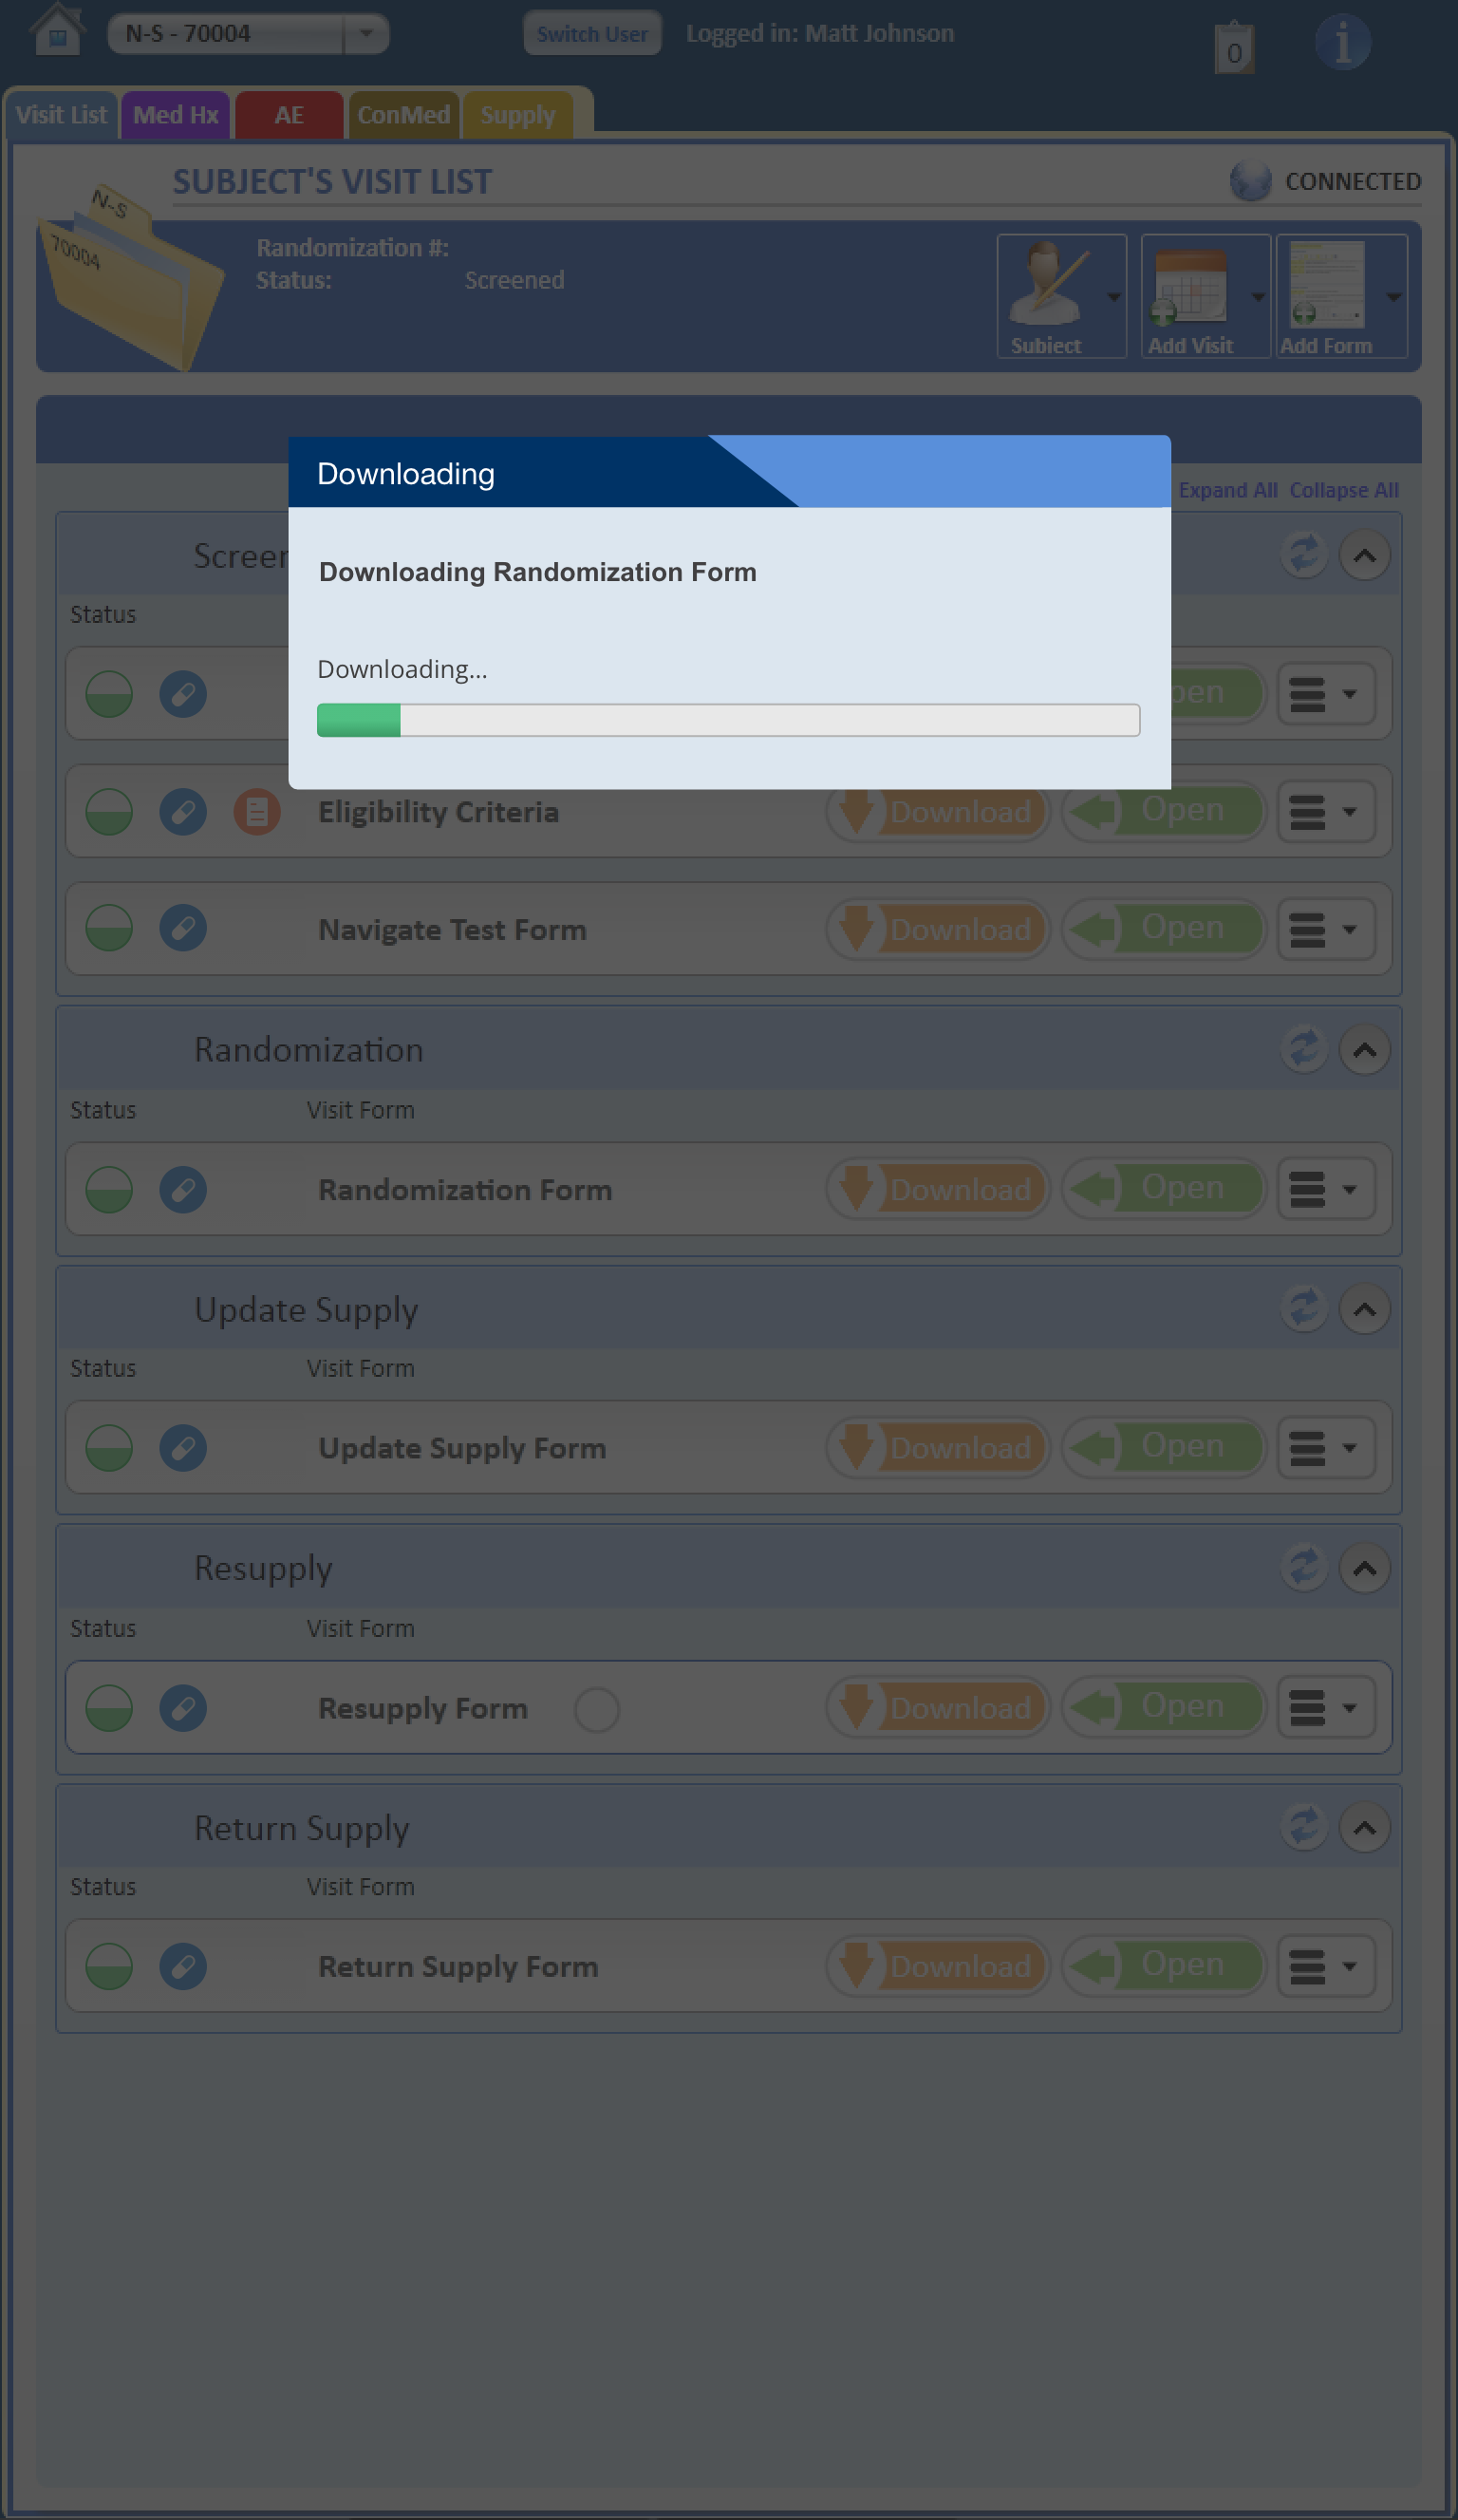 N-S - 70004
Switch User
Logged in: Matt Johnson
0
i
Visit List
Med Hx
AE
ConMed
Supply
SUBJECT'S VISIT LIST
CONNECTED
N-S
70004
Randomization #:
Status: Screened
Subject
Add Visit
Add Form
Downloading
Expand All Collapse All
Downloading Randomization Form
Status
Downloading...
Eligibility Criteria Download Open
Navigate Test Form Download Open
Randomization
Status Visit Form
Randomization Form Download Open
Update Supply
Status Visit Form
Update Supply Form Download Open
Resupply
Status Visit Form
Resupply Form Download Open
Return Supply
Status Visit Form
Return Supply Form Download Open